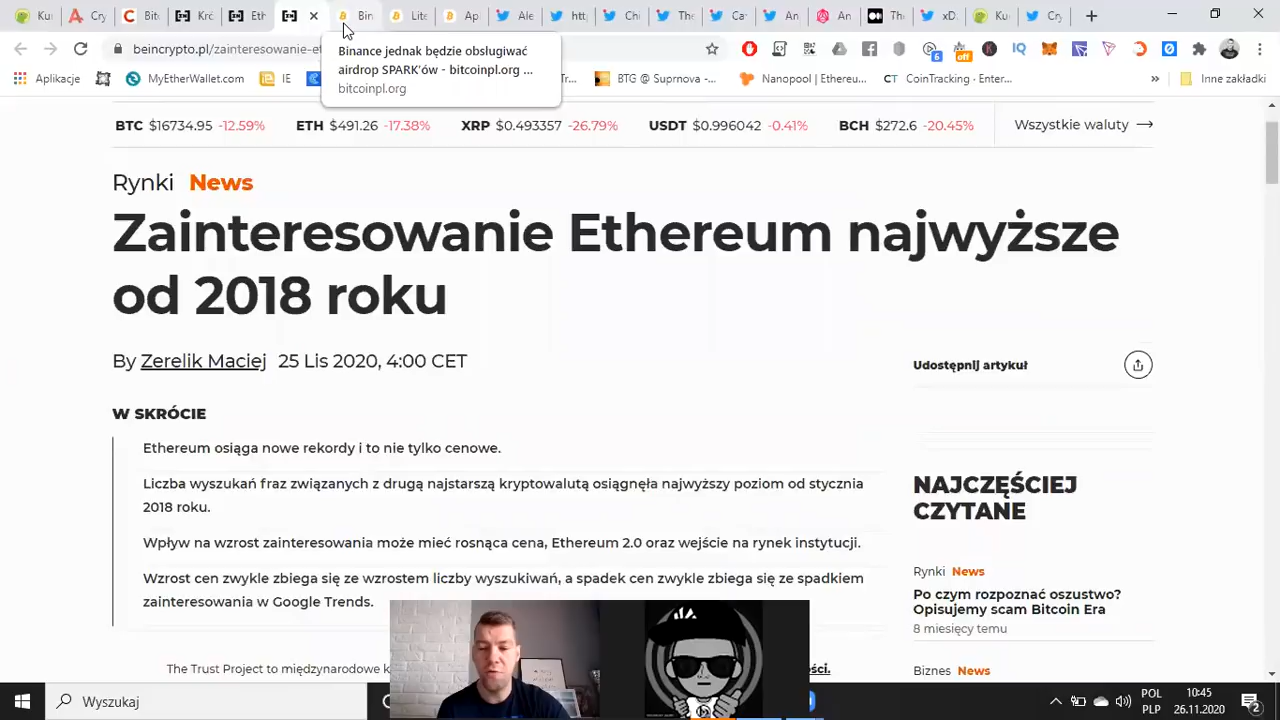 Kur
C
Kr
Eth
Bin
Lite
Ap
Ale
htt
Chi
The
Ca
An
Th
xD
Ku
Cry
beincrypto.pl/zainteresowanie-et
Binance jednak będzie obsługiwać
airdrop SPARK'ów - bitcoinpl.org ...
bitcoinpl.org
Aplikacje
MyEtherWallet.com
IE
BTG @ Suprnova -...
Nanopool | Ethereu...
CoinTracking · Enter...
»
Inne zakładki
BTC $16734.95 -12.59%
ETH $491.26 -17.38%
XRP $0.493357 -26.79%
USDT $0.996042 -0.41%
BCH $272.6 -20.45%
Wszystkie waluty →
Rynki News
Zainteresowanie Ethereum najwyższe
od 2018 roku
By Zerelik Maciej 25 Lis 2020, 4:00 CET
Udostępnij artykuł
W SKRÓCIE
Ethereum osiąga nowe rekordy i to nie tylko cenowe.
Liczba wyszukań fraz związanych z drugą najstarszą kryptowalutą osiągnęła najwyższy poziom od stycznia
2018 roku.
Wpływ na wzrost zainteresowania może mieć rosnąca cena, Ethereum 2.0 oraz wejście na rynek instytucji.
Wzrost cen zwykle zbiega się ze wzrostem liczby wyszukiwań, a spadek cen zwykle zbiega się ze spadkiem
zainteresowania w Google Trends.
The Trust Project to międzynarodowe k
ości.
NAJCZĘŚCIEJ
CZYTANE
Rynki News
Po czym rozpoznać oszustwo?
Opisujemy scam Bitcoin Era
8 miesięcy temu
Biznes News
Wyszukaj
POL
PLP
10:45
26.11.2020
2